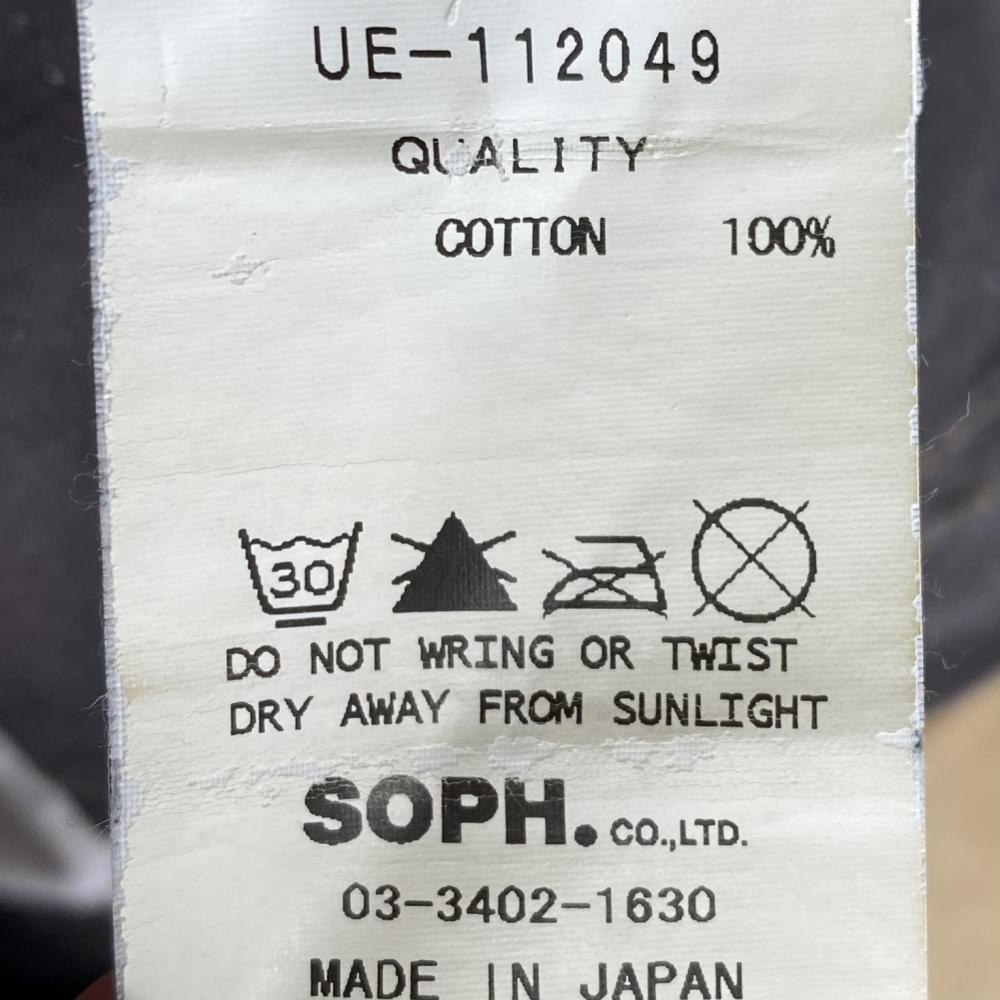 UE-112049
QUALITY
COTTON 100%
30
DO NOT WRING OR TWIST
DRY AWAY FROM SUNLIGHT
SOPH. CO.,LTD.
03-3402-1630
MADE IN JAPAN